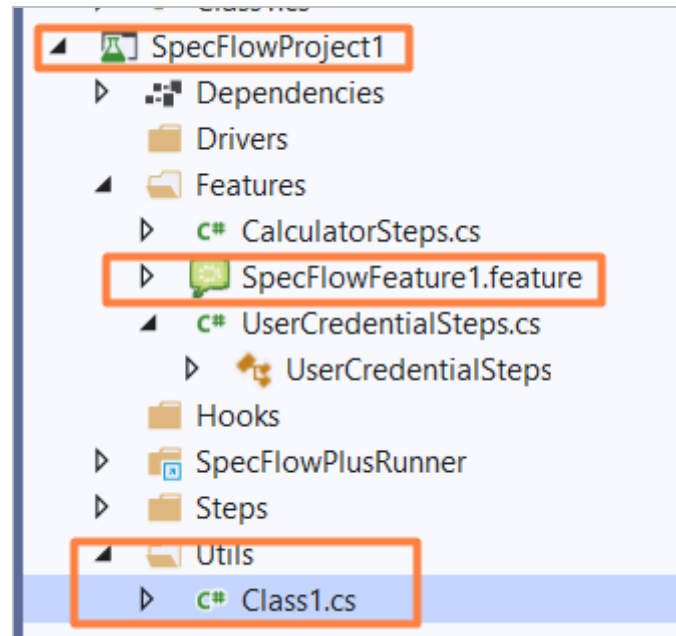 SpecFlowProject1
Dependencies
Drivers
Features
C# CalculatorSteps.cs
SpecFlowFeature1.feature
C# UserCredentialSteps.cs
UserCredentialSteps
Hooks
SpecFlowPlusRunner
Steps
Utils
C# Class1.cs